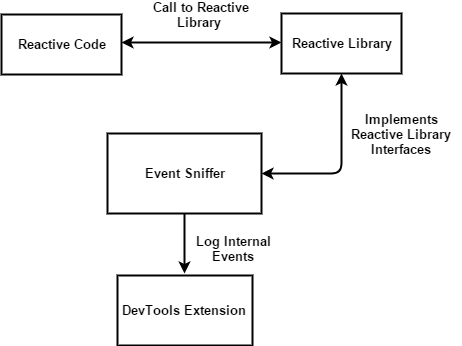 Call to Reactive
Library
Reactive Code
Reactive Library
Implements
Reactive Library
Interfaces
Event Sniffer
Log Internal
Events
DevTools Extension